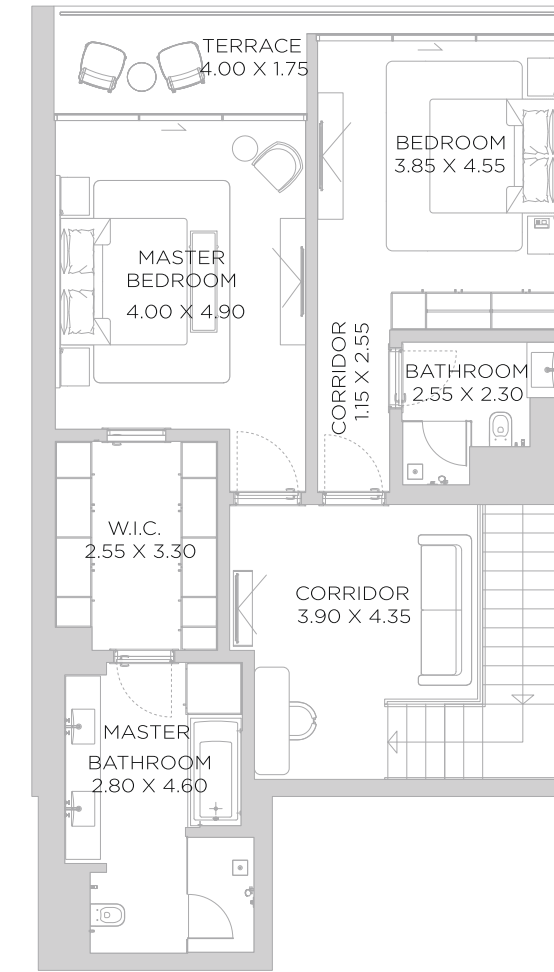 TERRACE
4.00 X 1.75
BEDROOM
3.85 X 4.55
MASTER
BEDROOM
4.00 X 4.90
CORRIDOR
1.15 X 2.55
BATHROOM
2.55 X 2.30
W.I.C.
2.55 X 3.30
CORRIDOR
3.90 X 4.35
MASTER
BATHROOM
2.80 X 4.60